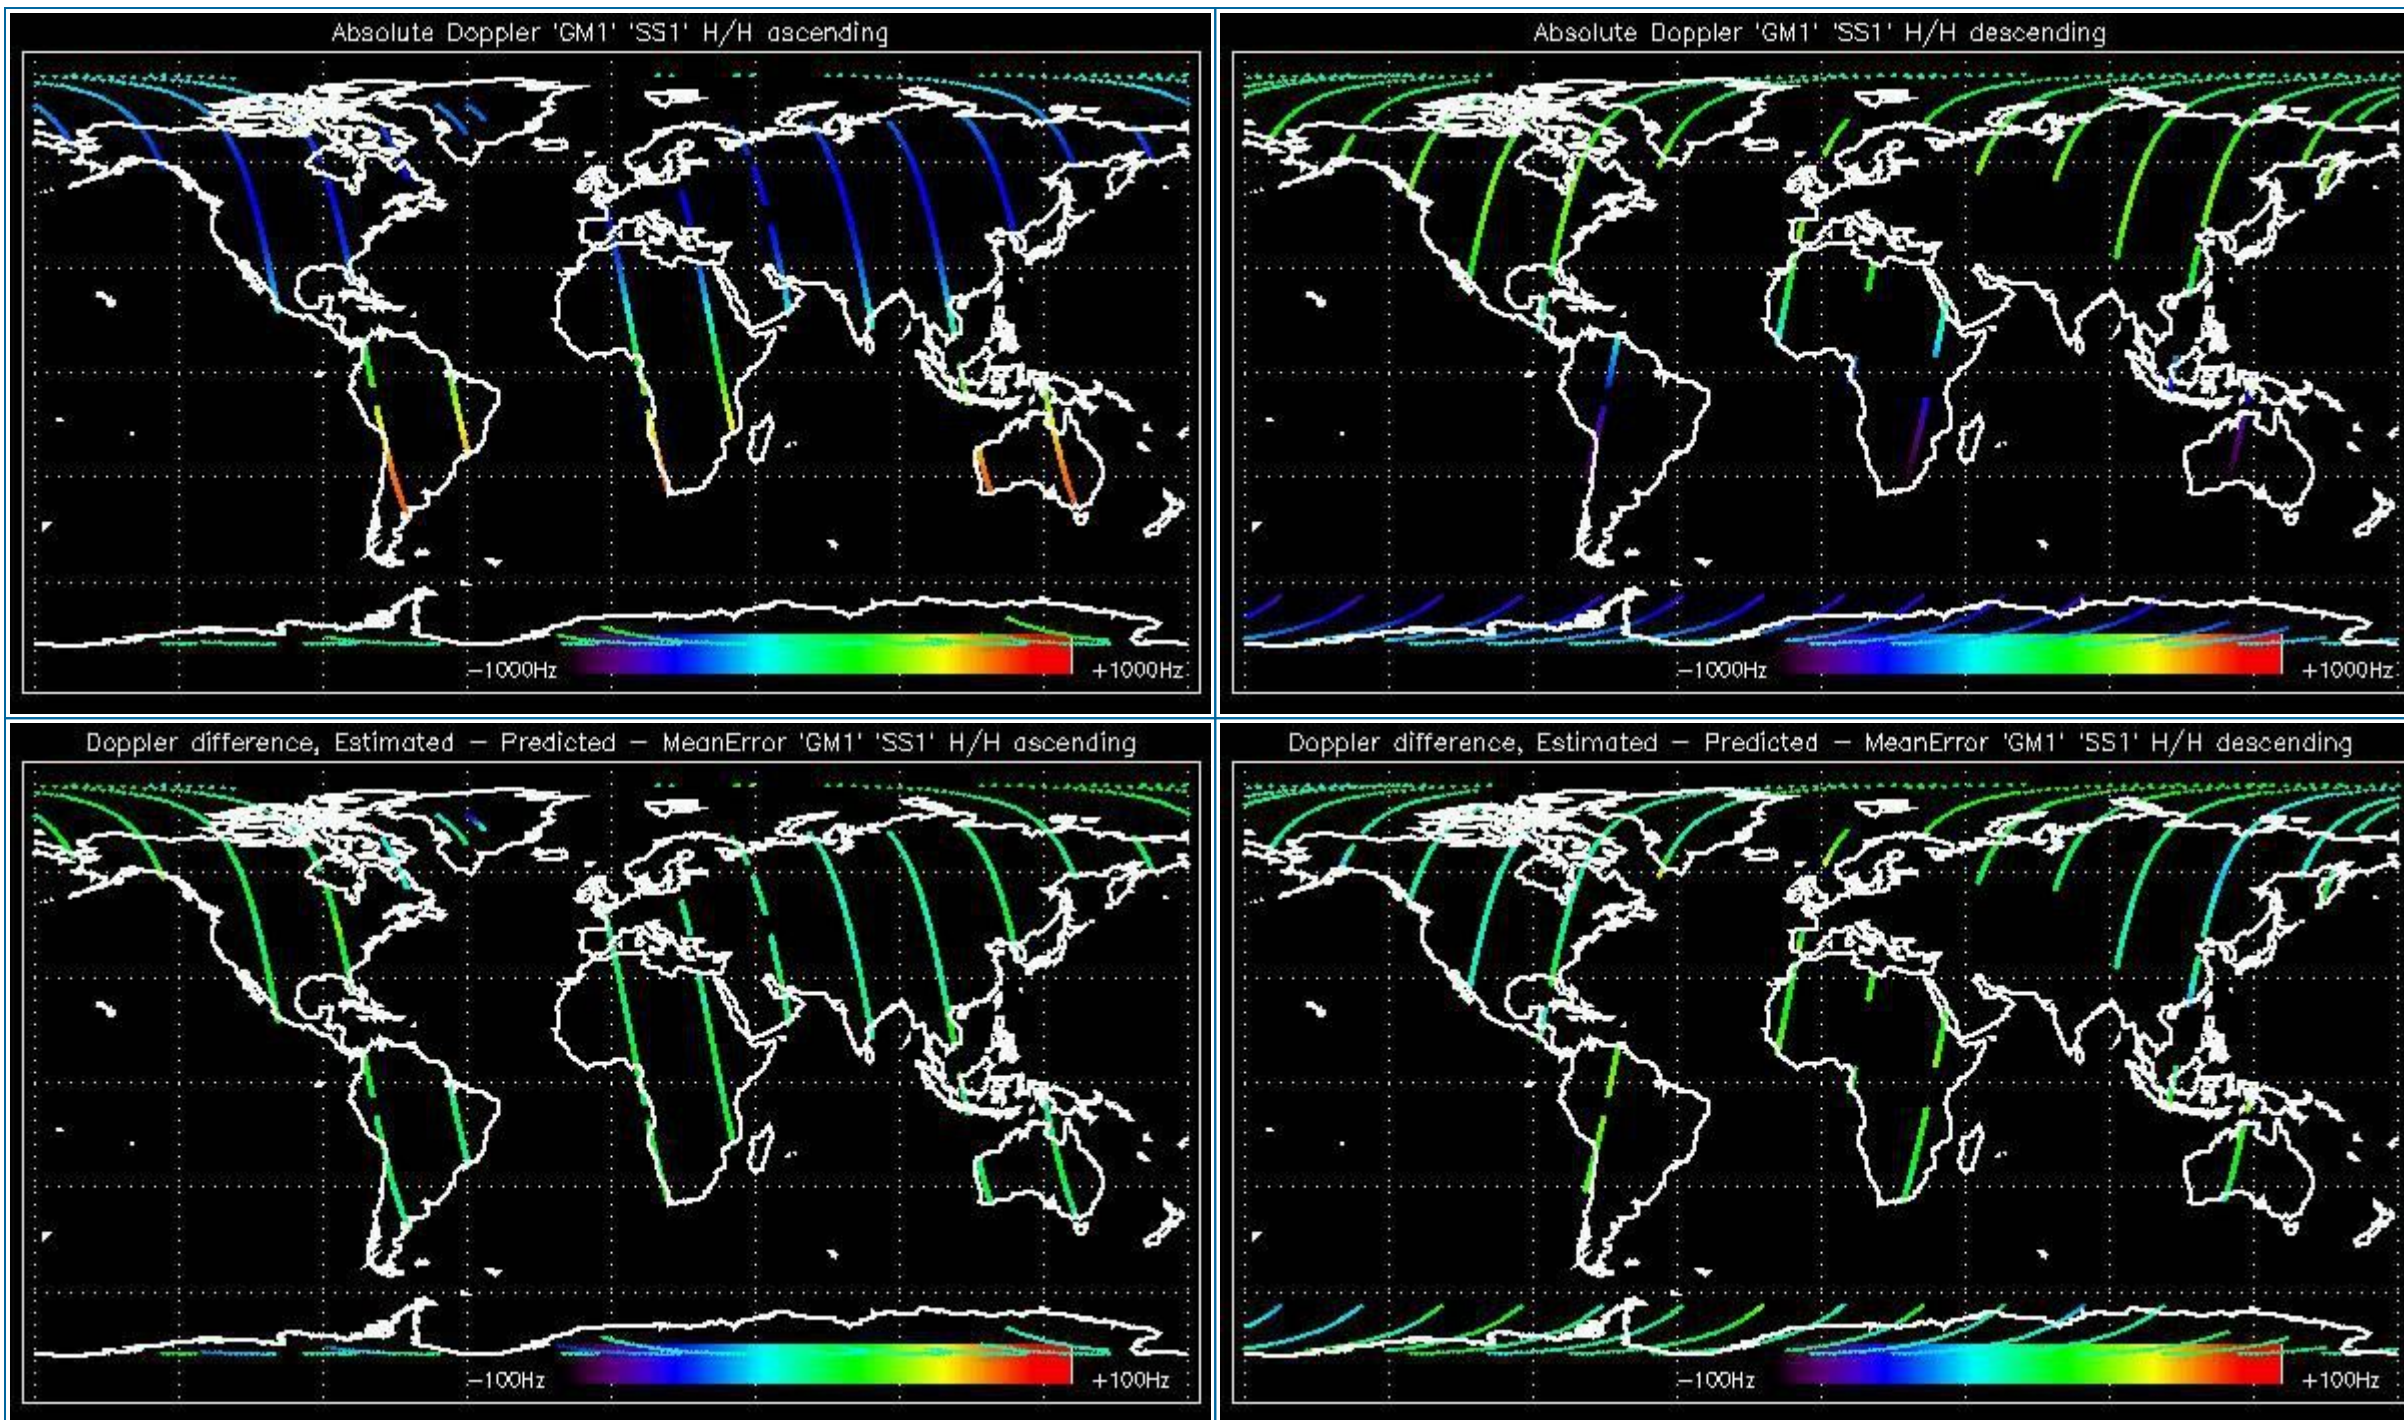 Absolute Doppler 'GM1' 'SS1' H/H ascending
−1000Hz
+1000Hz
Absolute Doppler 'GM1' 'SS1' H/H descending
−1000Hz
+1000Hz
Doppler difference, Estimated − Predicted − MeanError 'GM1' 'SS1' H/H ascending
−100Hz
+100Hz
Doppler difference, Estimated − Predicted − MeanError 'GM1' 'SS1' H/H descending
−100Hz
+100Hz